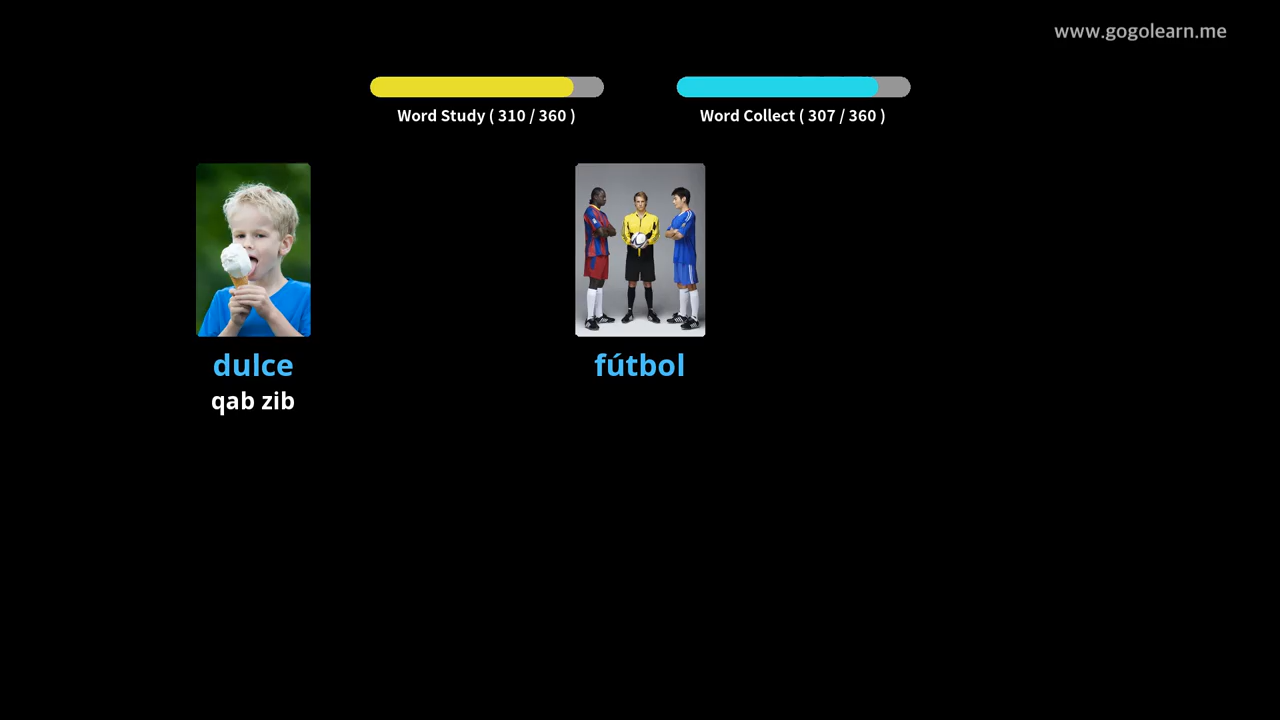 www.gogolearn.me
Word Study ( 310 / 360 )
Word Collect ( 307 / 360 )
dulce
qab zib
fútbol